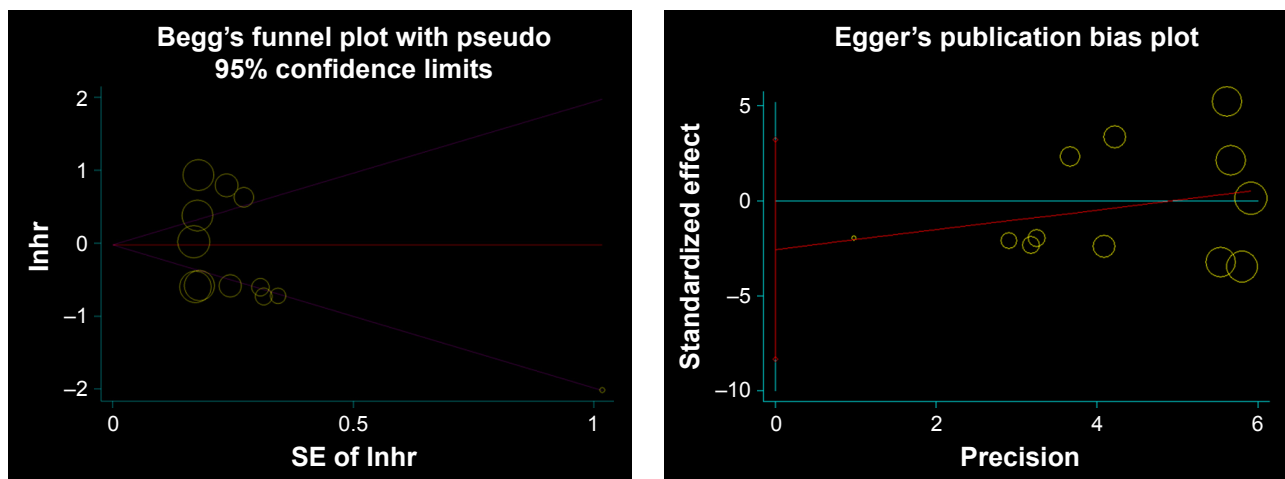 Begg’s funnel plot with pseudo
95% confidence limits
2
1
0
–1
–2
lnhr
0
0.5
1
SE of lnhr
Egger’s publication bias plot
5
0
–5
–10
Standardized effect
0
2
4
6
Precision